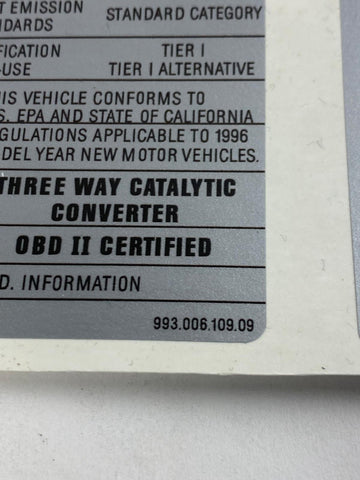 T EMISSION STANDARD CATEGORY
DARDS
FICATION TIER I
-USE TIER I ALTERNATIVE
IS VEHICLE CONFORMS TO
S. EPA AND STATE OF CALIFORNIA
GULATIONS APPLICABLE TO 1996
DEL YEAR NEW MOTOR VEHICLES.
THREE WAY CATALYTIC
CONVERTER
OBD II CERTIFIED
D. INFORMATION
993.006.109.09